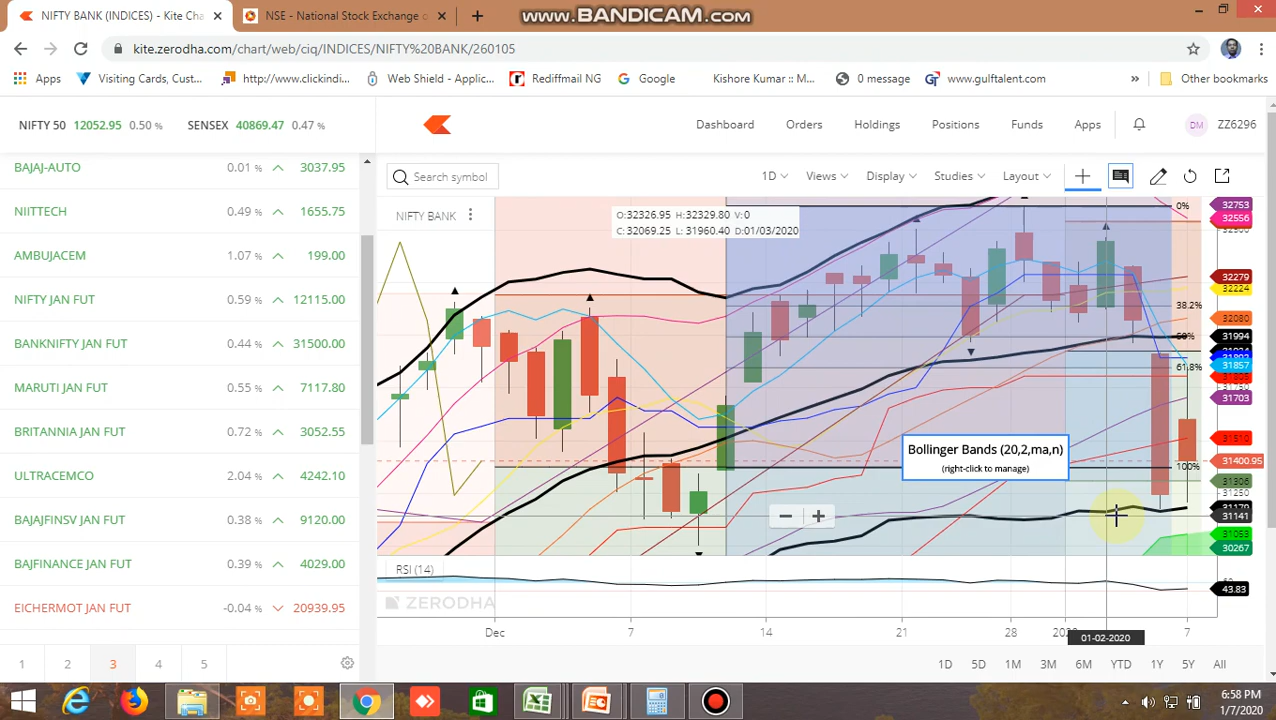 NIFTY BANK (INDICES) - Kite Cha
NSE - National Stock Exchange o
www.BANDICAM.com
kite.zerodha.com/chart/web/ciq/INDICES/NIFTY%20BANK/260105
Apps
Visiting Cards, Cust...
http://www.clickindi...
Web Shield - Applic...
Rediffmail NG
Google
Kishore Kumar :: M...
0 message
www.gulftalent.com
»
Other bookmarks
NIFTY 50 12052.95 0.50 % SENSEX 40869.47 0.47 %
Dashboard Orders Holdings Positions Funds Apps DM ZZ6296
BAJAJ-AUTO 0.01 % 3037.95
NIITTECH 0.49 % 1655.75
AMBUJACEM 1.07 % 199.00
NIFTY JAN FUT 0.59 % 12115.00
BANKNIFTY JAN FUT 0.44 % 31500.00
MARUTI JAN FUT 0.55 % 7117.80
BRITANNIA JAN FUT 0.72 % 3052.55
ULTRACEMCO 2.04 % 4242.10
BAJAJFINSV JAN FUT 0.38 % 9120.00
BAJFINANCE JAN FUT 0.39 % 4029.00
EICHERMOT JAN FUT -0.04 % 20939.95
1 2 3 4 5
Search symbol 1D Views Display Studies Layout
NIFTY BANK
O:32326.95 H:32329.80 V:0
C:32069.25 L: 31960.40 D:01/03/2020
0%
38.2%
61.8%
100%
Bollinger Bands (20,2,ma,n)
(right-click to manage)
32753
32556
32279
32224
32080
31994
31857
31703
31510
31400.95
31308
31250
31141
31053
30267
RSI (14)
43.83
ZERODHA
Dec 7 14 21 28 7
01-02-2020
1D 5D 1M 3M 6M YTD 1Y 5Y All
6:58 PM
1/7/2020